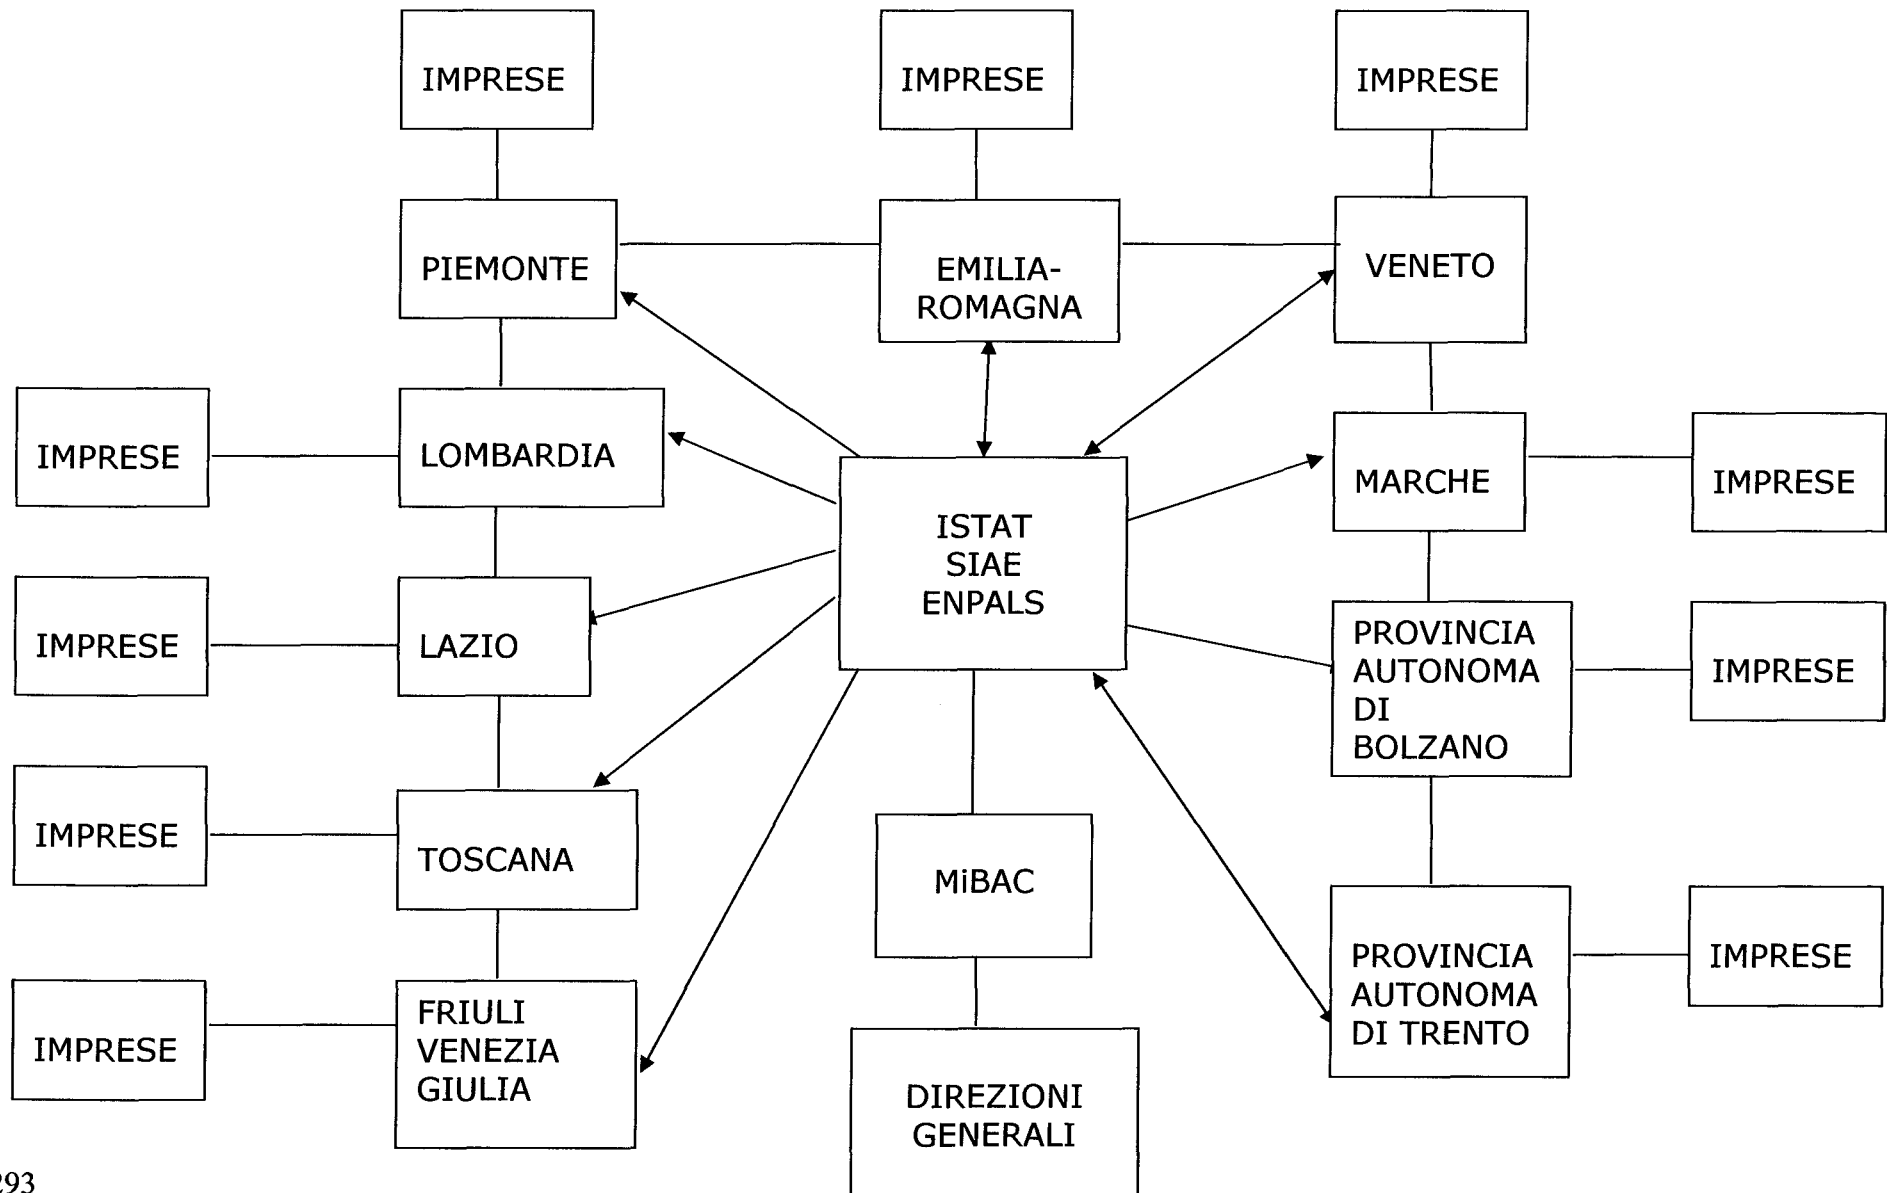 IMPRESE
IMPRESE
IMPRESE
PIEMONTE
EMILIA-
ROMAGNA
VENETO
IMPRESE
LOMBARDIA
ISTAT
SIAE
ENPALS
MARCHE
IMPRESE
IMPRESE
LAZIO
PROVINCIA
AUTONOMA
DI
BOLZANO
IMPRESE
IMPRESE
TOSCANA
MiBAC
PROVINCIA
AUTONOMA
DI TRENTO
IMPRESE
IMPRESE
FRIULI
VENEZIA
GIULIA
DIREZIONI
GENERALI
293